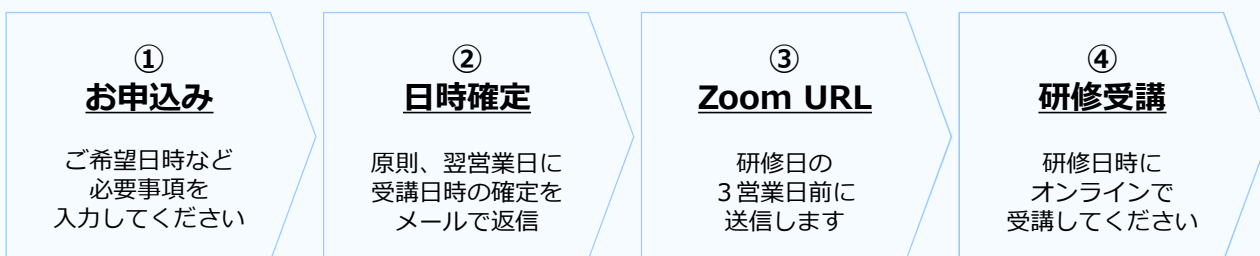 ①
お申込み
ご希望日時など
必要事項を
入力してください
②
日時確定
原則、翌営業日に
受講日時の確定を
メールで返信
③
Zoom URL
研修日の
３営業日前に
送信します
④
研修受講
研修日時に
オンラインで
受講してください